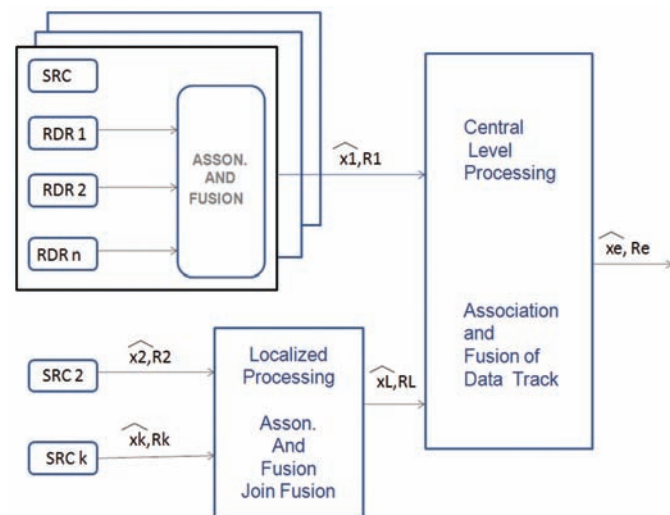 SRC
RDR 1
RDR 2
RDR n
ASSON.
AND
FUSION
x1,R1
Central
Level
Processing
Association
and
Fusion of
Data Track
xe, Re
SRC 2
x2,R2
SRC k
xk,Rk
Localized
Processing
Asson.
And
Fusion
Join Fusion
xL,RL